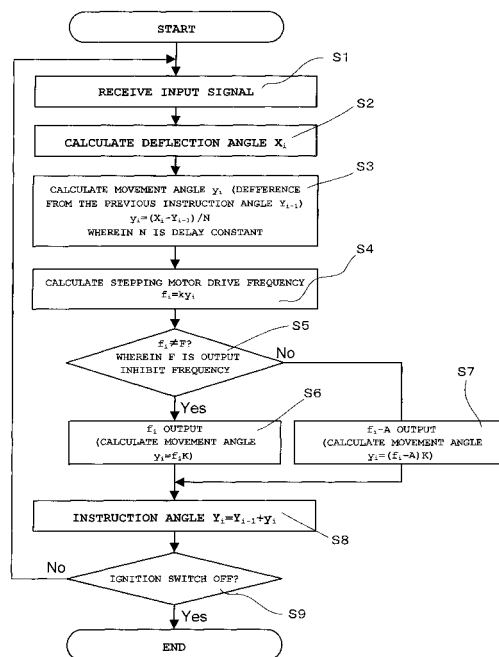 START
S1
RECEIVE INPUT SIGNAL
S2
CALCULATE DEFLECTION ANGLE Xi
S3
CALCULATE MOVEMENT ANGLE yi (DEFFERENCE
FROM THE PREVIOUS INSTRUCTION ANGLE Yi-1)
yi=(Xi-Yi-1)/N
WHEREIN N IS DELAY CONSTANT
S4
CALCULATE STEPPING MOTOR DRIVE FREQUENCY
fi=kyi
S5
fi≠F?
WHEREIN F IS OUTPUT
INHIBIT FREQUENCY
No
Yes
S6
fi OUTPUT
(CALCULATE MOVEMENT ANGLE
yi=fiK)
S7
fi-A OUTPUT
(CALCULATE MOVEMENT ANGLE
yi=(fi-A)K)
INSTRUCTION ANGLE Yi=Yi-1+yi
S8
No
IGNITION SWITCH OFF?
S9
Yes
END